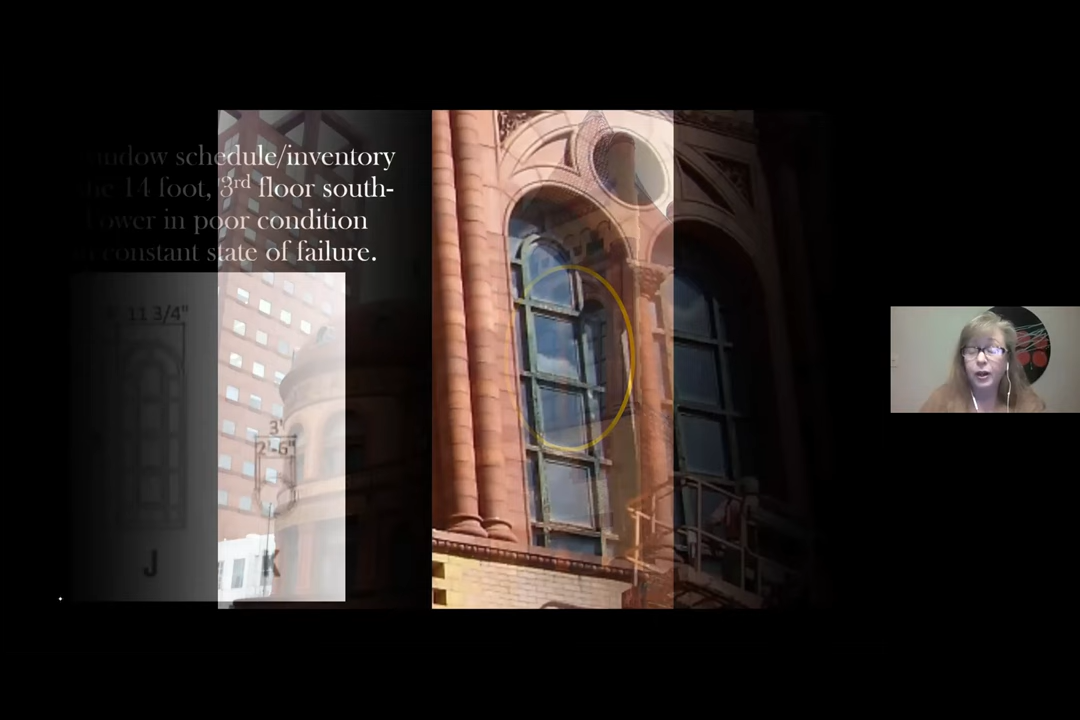 window schedule/inventory
the 14 foot, 3rd floor south-
Tower in poor condition
constant state of failure.
11 3/4"
3'
2'-6"
J
K